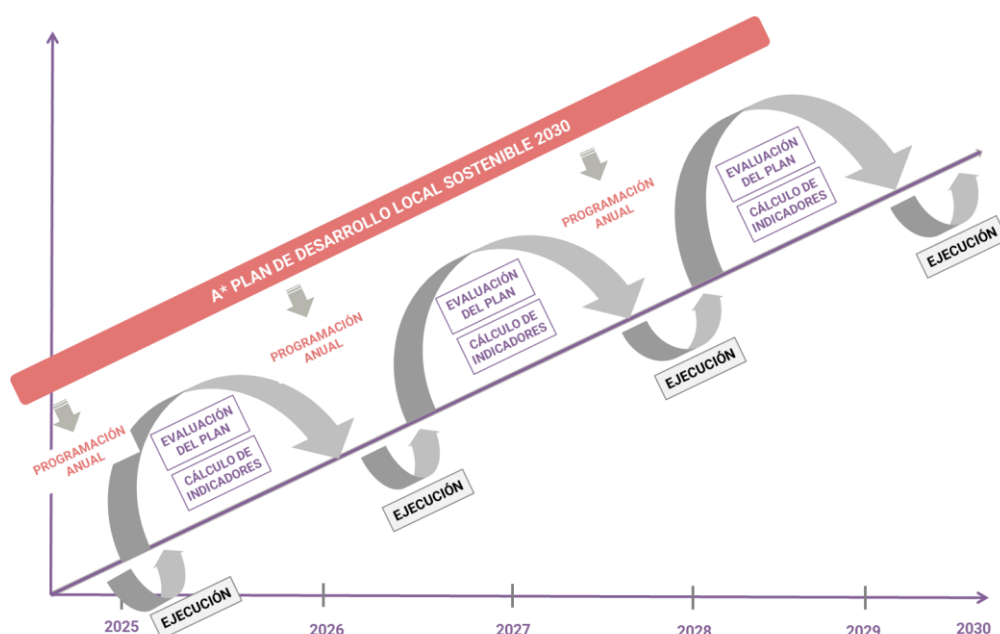 A* PLAN DE DESARROLLO LOCAL SOSTENIBLE 2030
PROGRAMACIÓN
ANUAL
EVALUACIÓN
DEL PLAN
CÁLCULO DE
INDICADORES
EJECUCIÓN
PROGRAMACIÓN
ANUAL
EVALUACIÓN
DEL PLAN
CÁLCULO DE
INDICADORES
EJECUCIÓN
PROGRAMACIÓN
ANUAL
EVALUACIÓN
DEL PLAN
CÁLCULO DE
INDICADORES
EJECUCIÓN
EJECUCIÓN
2025
2026
2027
2028
2029
2030